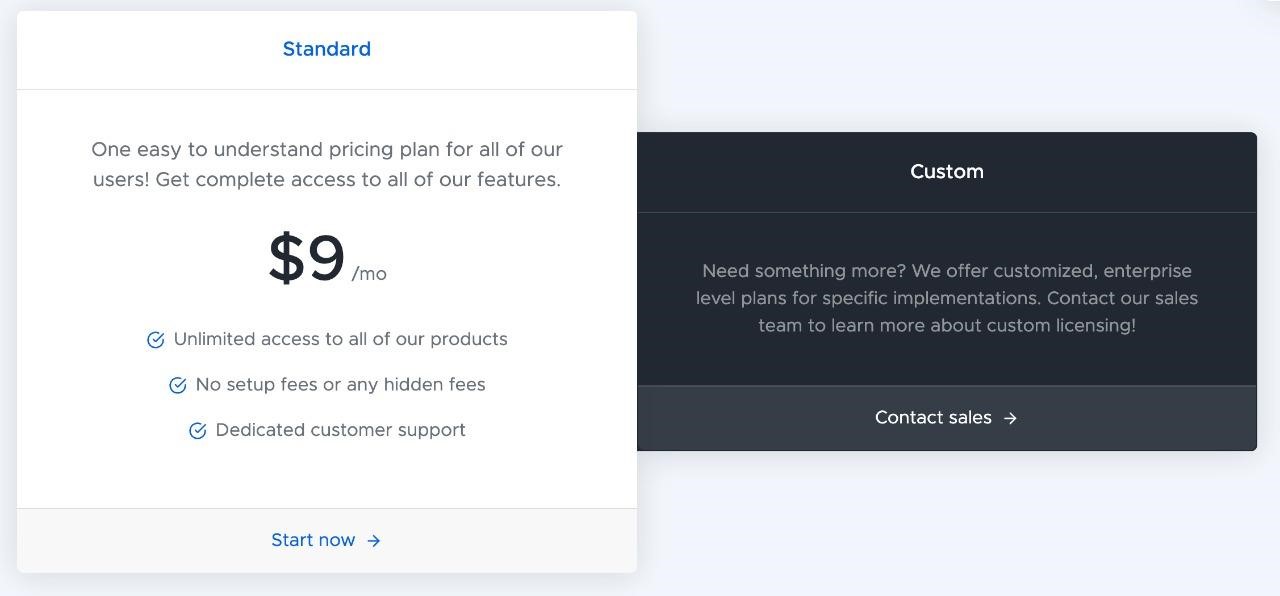 Standard
One easy to understand pricing plan for all of our
users! Get complete access to all of our features.
$9 /mo
Unlimited access to all of our products
No setup fees or any hidden fees
Dedicated customer support
Start now →
Custom
Need something more? We offer customized, enterprise
level plans for specific implementations. Contact our sales
team to learn more about custom licensing!
Contact sales →